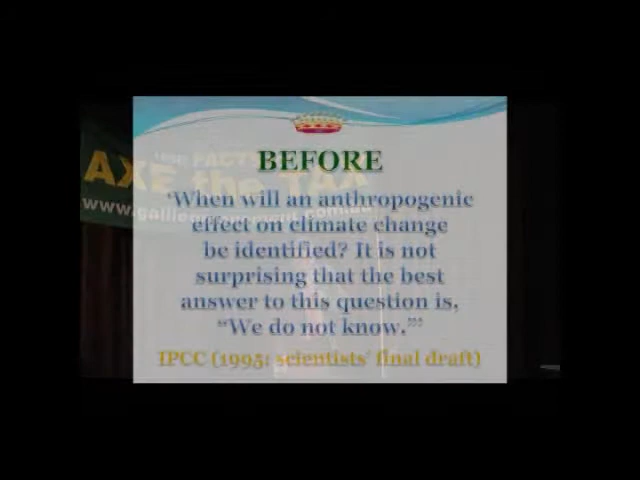 BEFORE
'When will an anthropogenic
effect on climate change
be identified? It is not
surprising that the best
answer to this question is,
“We do not know.”'
IPCC (1995: scientists' final draft)
FACTS
AXE the TAX